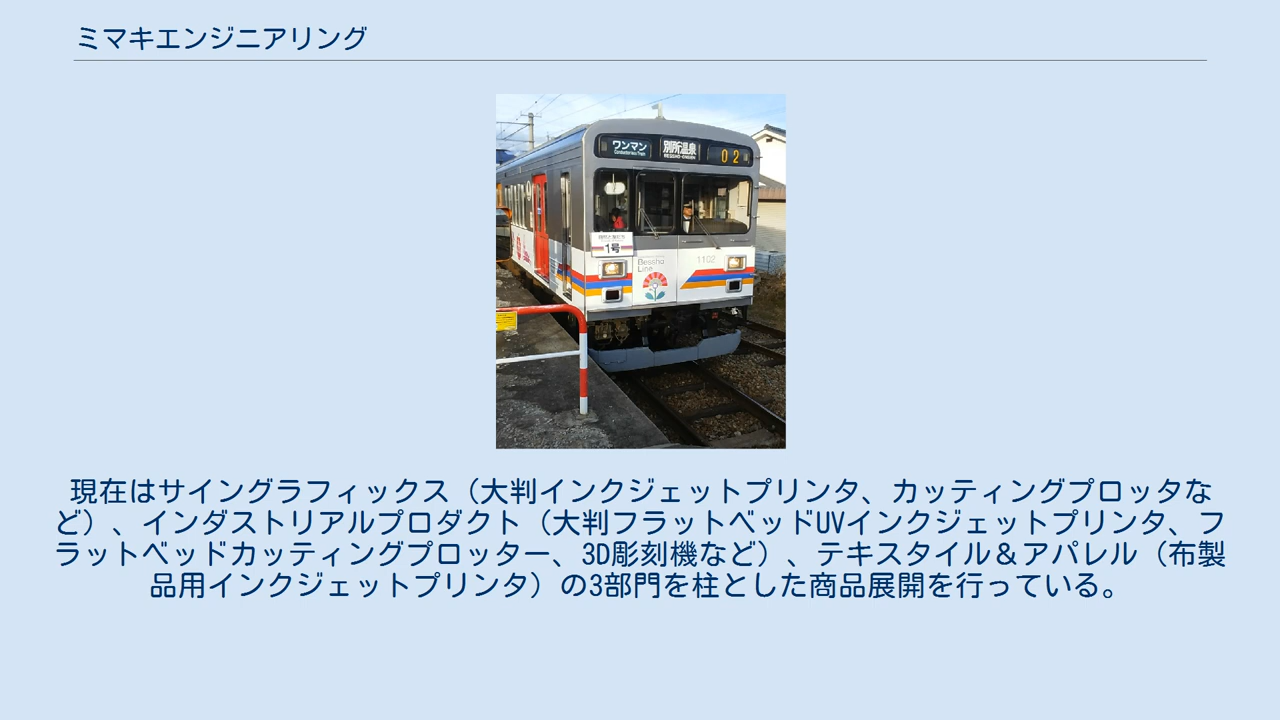 ミマキエンジニアリング
ワンマン
別所温泉
BESSHO-ONSEN
02
1号
Bessho
Line
1102
現在はサイングラフィックス（大判インクジェットプリンタ、カッティングプロッタな
ど）、インダストリアルプロダクト（大判フラットベッドUVインクジェットプリンタ、フ
ラットベッドカッティングプロッター、3D彫刻機など）、テキスタイル＆アパレル（布製
品用インクジェットプリンタ）の3部門を柱とした商品展開を行っている。